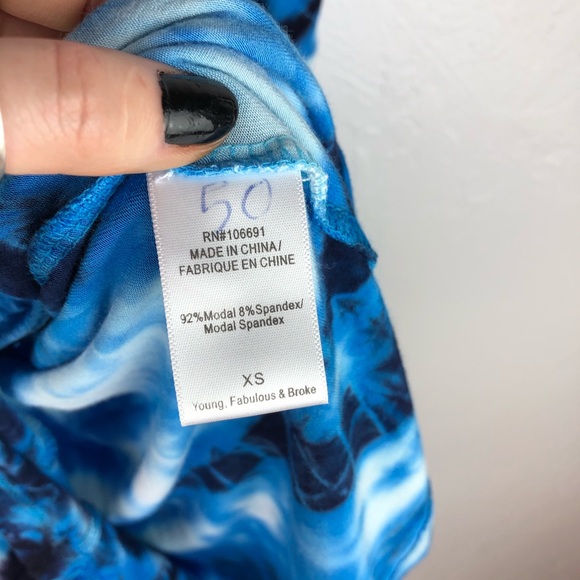 50
RN#106691
MADE IN CHINA/
FABRIQUE EN CHINE
92%Modal 8%Spandex/
Modal Spandex
XS
Young, Fabulous & Broke